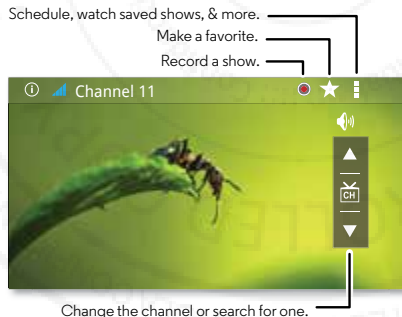 Schedule, watch saved shows, & more.
Make a favorite.
Record a show.
Channel 11
CH
Change the channel or search for one.